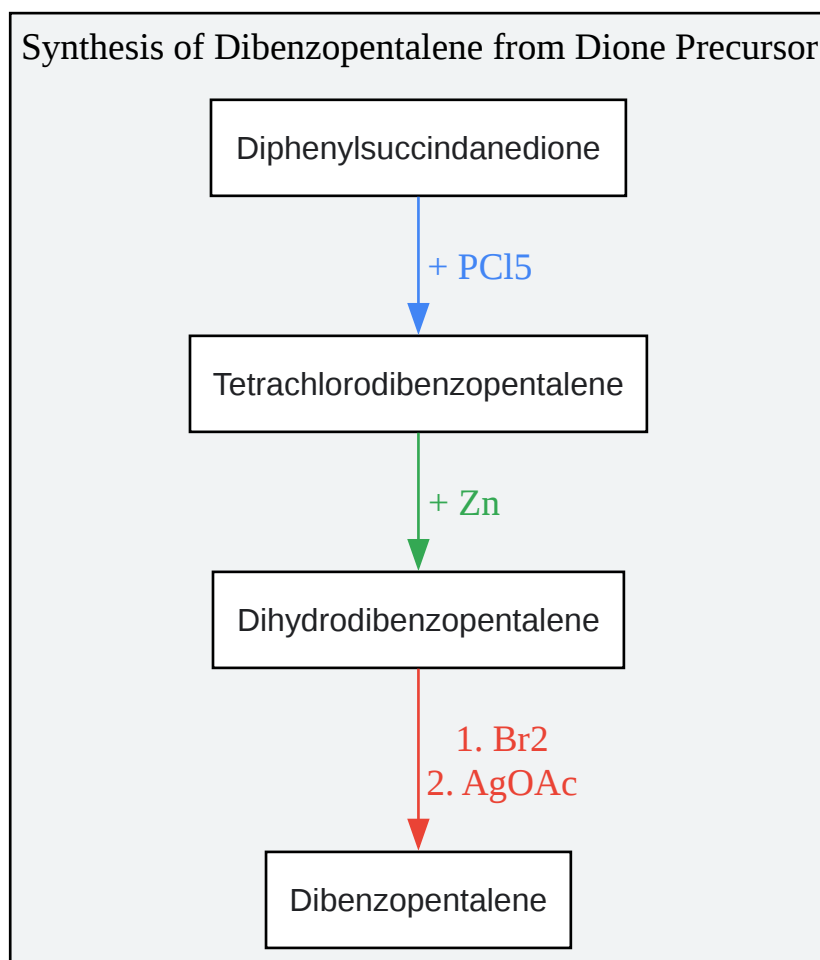 Synthesis of Dibenzopentalene from Dione Precursor
Diphenylsuccindanedione
+ PCl5
Tetrachlorodibenzopentalene
+ Zn
Dihydrodibenzopentalene
1. Br2
2. AgOAc
Dibenzopentalene